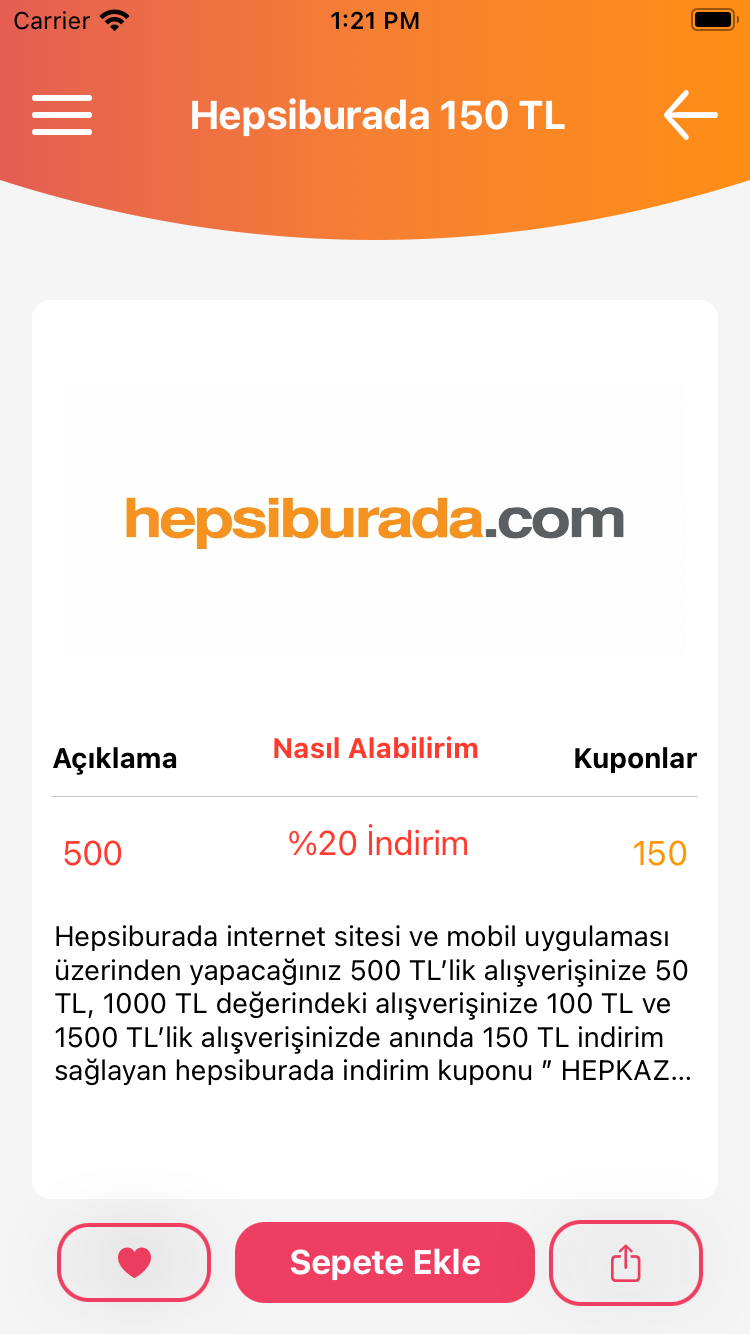 Carrier 1:21 PM
Hepsiburada 150 TL
hepsiburada.com
Açıklama Nasıl Alabilirim Kuponlar
500 %20 İndirim 150
Hepsiburada internet sitesi ve mobil uygulaması
üzerinden yapacağınız 500 TL’lik alışverişinize 50
TL, 1000 TL değerindeki alışverişinize 100 TL ve
1500 TL’lik alışverişinizde anında 150 TL indirim
sağlayan hepsiburada indirim kuponu ” HEPKAZ...
Sepete Ekle